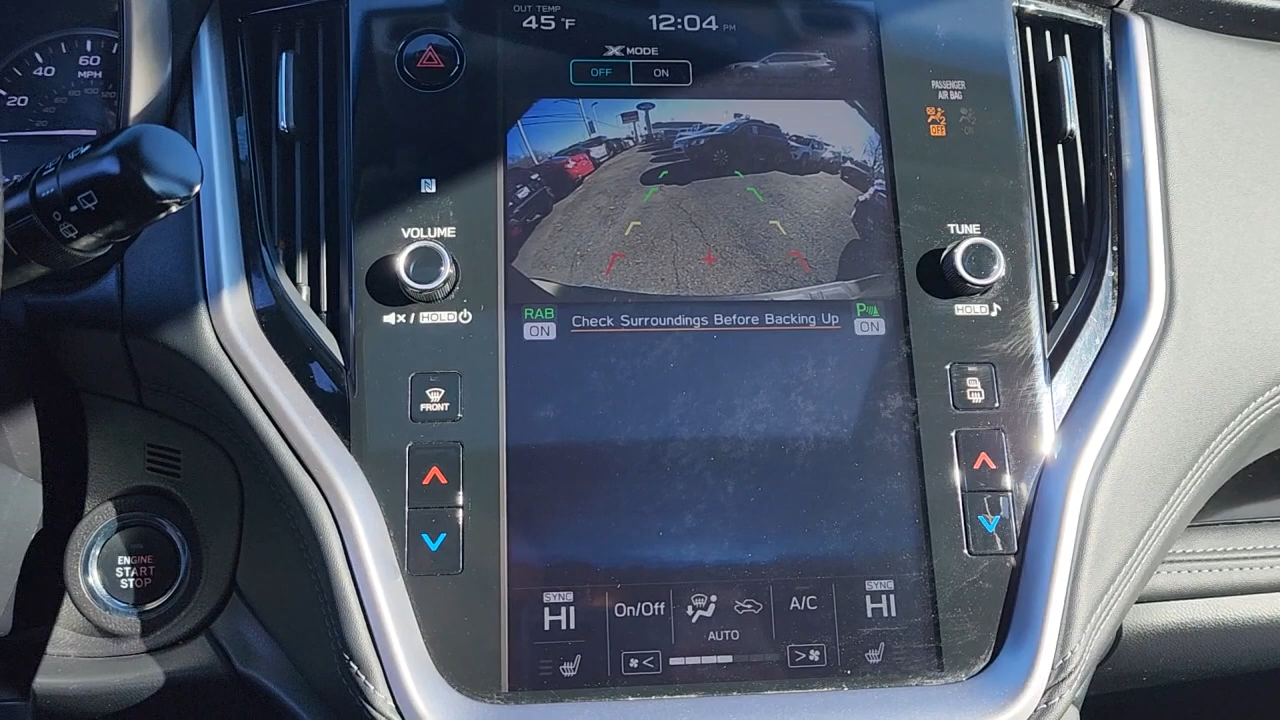 OUT TEMP
45°F
12:04 PM
X MODE
OFF ON
60
40
MPH
20
PASSENGER
AIR BAG
OFF
ON
N
VOLUME
TUNE
/ HOLD
HOLD
RAB
ON
Check Surroundings Before Backing Up
P
ON
FRONT
ENGINE
START
STOP
SYNC
HI
On/Off
A/C
SYNC
HI
AUTO
<
>